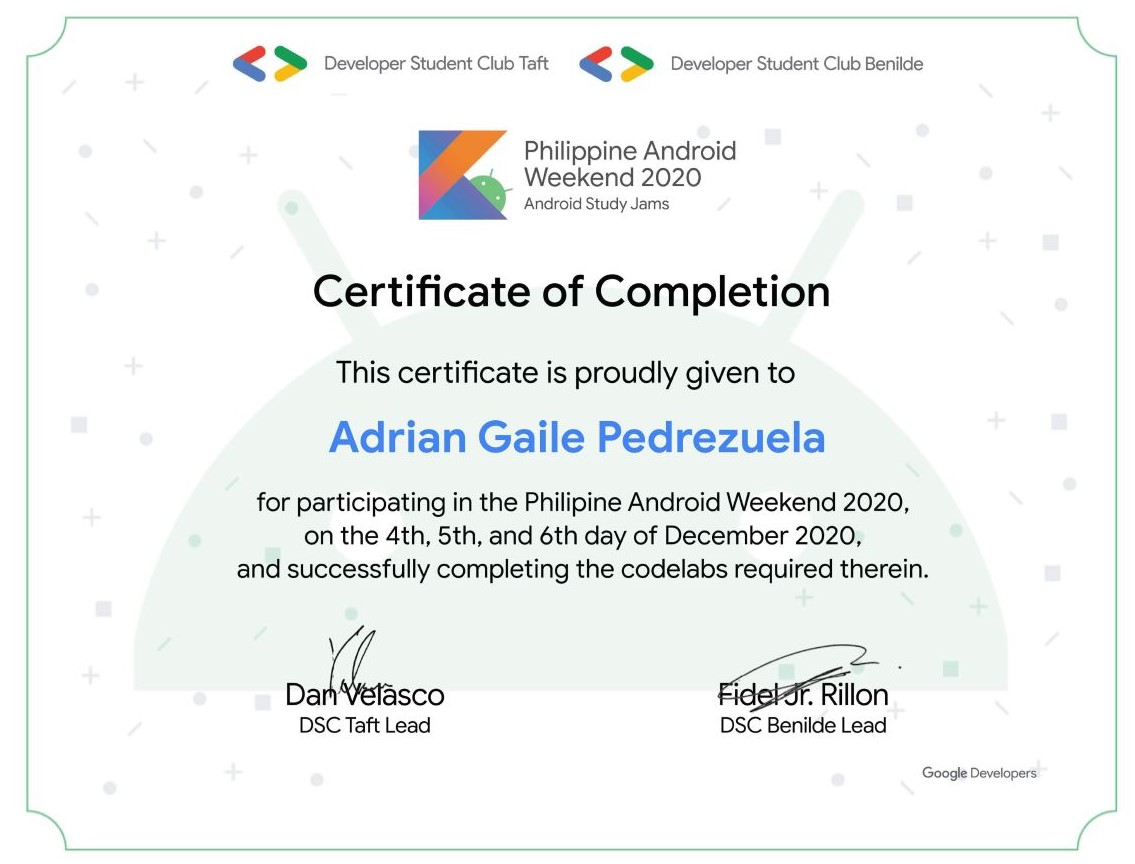 Developer Student Club Taft
Developer Student Club Benilde
Philippine Android
Weekend 2020
Android Study Jams
Certificate of Completion
This certificate is proudly given to
Adrian Gaile Pedrezuela
for participating in the Philipine Android Weekend 2020,
on the 4th, 5th, and 6th day of December 2020,
and successfully completing the codelabs required therein.
Dan Velasco
DSC Taft Lead
Fidel Jr. Rillon
DSC Benilde Lead
Google Developers